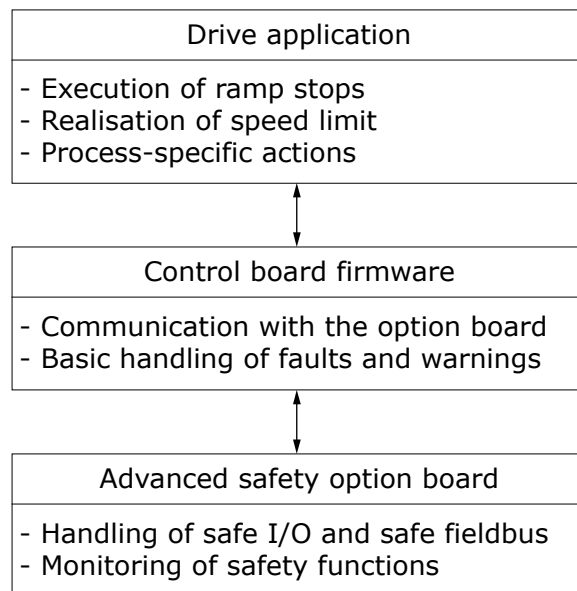 Drive application
- Execution of ramp stops
- Realisation of speed limit
- Process-specific actions
Control board firmware
- Communication with the option board
- Basic handling of faults and warnings
Advanced safety option board
- Handling of safe I/O and safe fieldbus
- Monitoring of safety functions